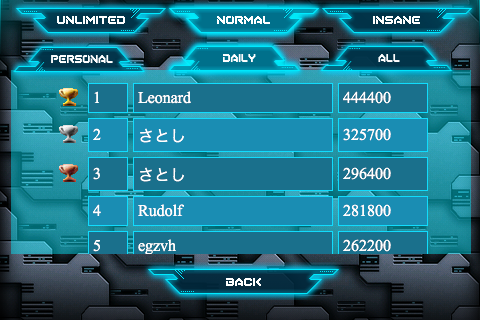 UNLIMITED NORMAL INSANE
PERSONAL DAILY ALL
1 Leonard 444400
2 さとし 325700
3 さとし 296400
4 Rudolf 281800
5 egzvh 262200
BACK